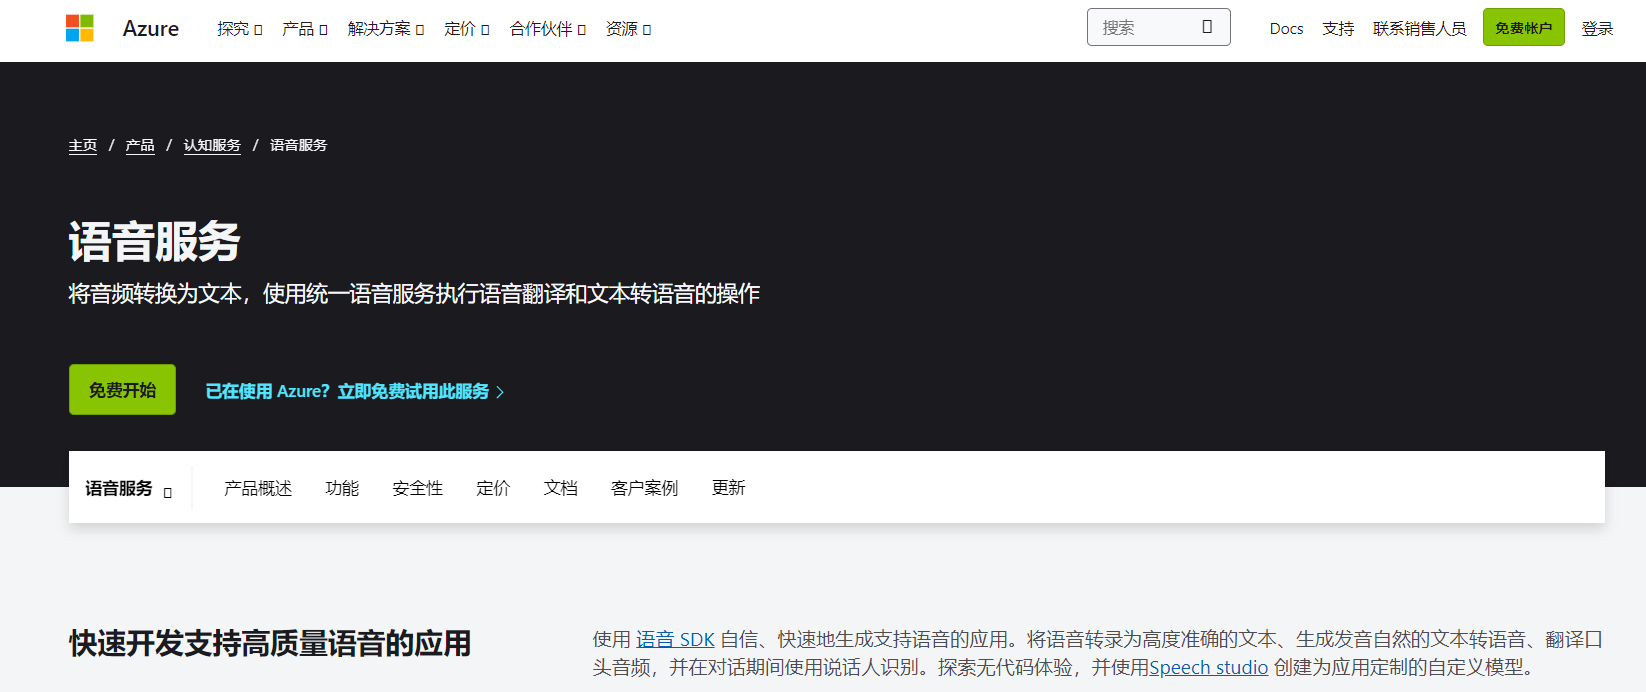 Azure 探究 产品 解决方案 定价 合作伙伴 资源 搜索 Docs 支持 联系销售人员 免费帐户 登录
主页 / 产品 / 认知服务 / 语音服务
语音服务
将音频转换为文本，使用统一语音服务执行语音翻译和文本转语音的操作
免费开始 已在使用 Azure？立即免费试用此服务
语音服务 产品概述 功能 安全性 定价 文档 客户案例 更新
快速开发支持高质量语音的应用
使用 语音 SDK 自信、快速地生成支持语音的应用。将语音转录为高度准确的文本、生成发音自然的文本转语音、翻译口
头音频，并在对话期间使用说话人识别。探索无代码体验，并使用Speech studio 创建为应用定制的自定义模型。